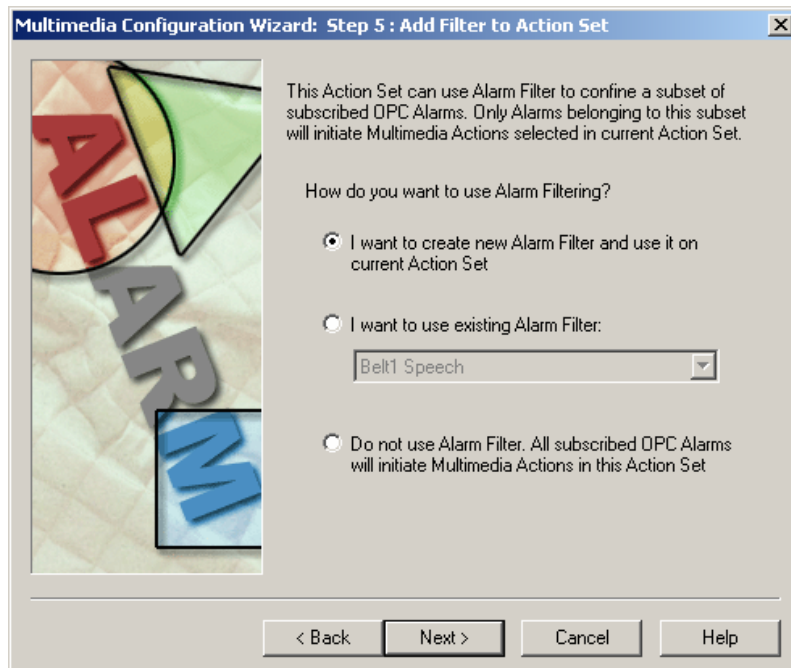 Multimedia Configuration Wizard: Step 5 : Add Filter to Action Set
ALARM
This Action Set can use Alarm Filter to confine a subset of
subscribed OPC Alarms. Only Alarms belonging to this subset
will initiate Multimedia Actions selected in current Action Set.
How do you want to use Alarm Filtering?
I want to create new Alarm Filter and use it on
current Action Set
I want to use existing Alarm Filter:
Belt1 Speech
Do not use Alarm Filter. All subscribed OPC Alarms
will initiate Multimedia Actions in this Action Set
< Back Next > Cancel Help